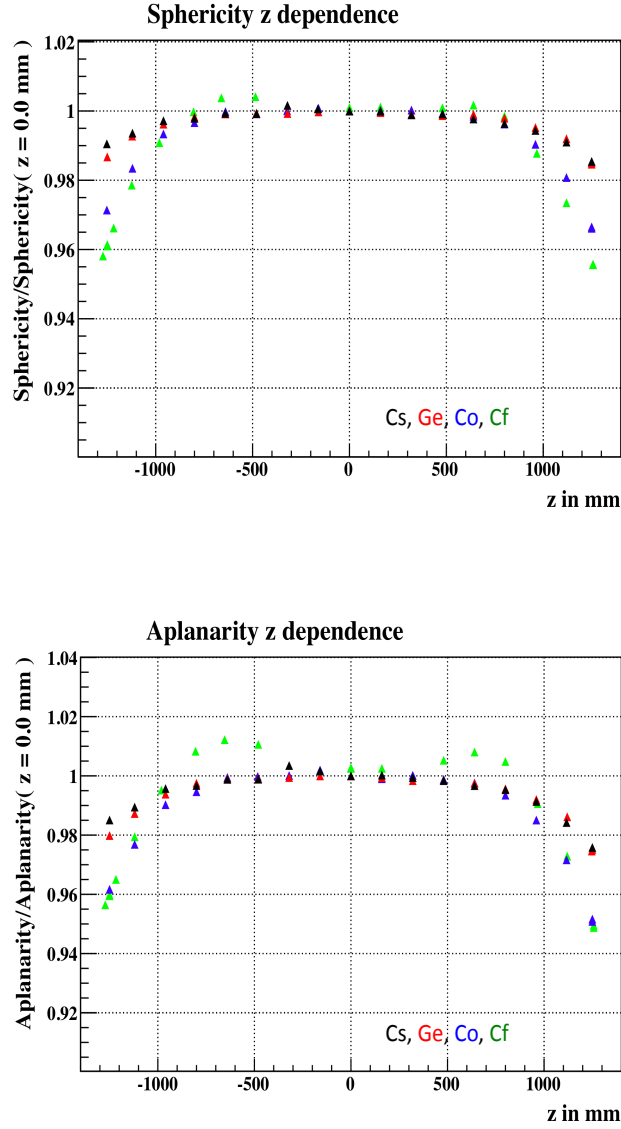 Sphericity z dependence
Sphericity/Sphericity( z = 0.0 mm )
1.02
1
0.98
0.96
0.94
0.92
Cs, Ge, Co, Cf
-1000 -500 0 500 1000
z in mm
Aplanarity z dependence
Aplanarity/Aplanarity( z = 0.0 mm )
1.04
1.02
1
0.98
0.96
0.94
0.92
Cs, Ge, Co, Cf
-1000 -500 0 500 1000
z in mm